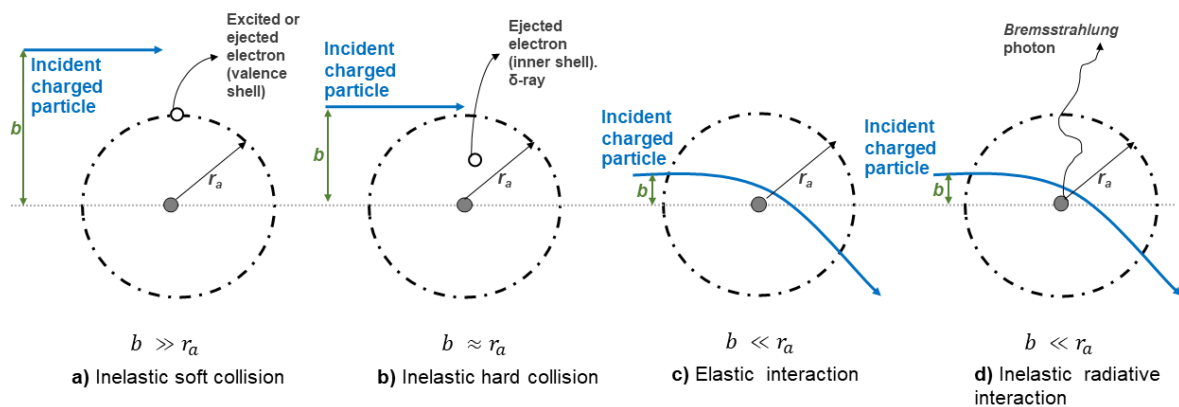 Excited or
ejected
electron
(valence
shell)
Incident
charged
particle
b
r_a
b ≫ r_a
a) Inelastic soft collision
Ejected
electron
(inner shell).
δ-ray
Incident
charged
particle
b
r_a
b ≈ r_a
b) Inelastic hard collision
Incident
charged
particle
b
r_a
b ≪ r_a
c) Elastic interaction
Bremsstrahlung
photon
Incident
charged
particle
b
r_a
b ≪ r_a
d) Inelastic radiative
interaction